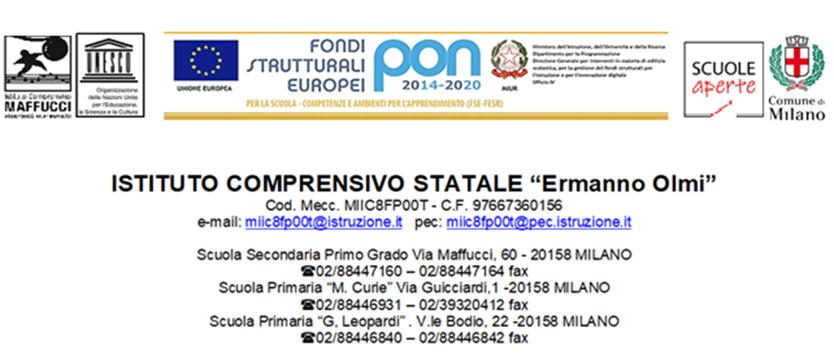 Istituto Comprensivo
MAFFUCCI
UNESCO
Organizzazione
delle Nazioni Unite
per l'Educazione,
la Scienza e la Cultura
UNIONE EUROPEA
FONDI
STRUTTURALI
EUROPEI
pon
2014-2020
MIUR
Ministero dell'Istruzione, dell'Università e della Ricerca
Dipartimento per la Programmazione
Direzione Generale per interventi in materia di edilizia
scolastica, per la gestione dei fondi strutturali per
l'istruzione e per l'innovazione digitale
Ufficio IV
PER LA SCUOLA - COMPETENZE E AMBIENTI PER L'APPRENDIMENTO (FSE-FESR)
SCUOLE
aperte
Comune di
Milano
ISTITUTO COMPRENSIVO STATALE “Ermanno Olmi”
Cod. Mecc. MIIC8FP00T - C.F. 97667360156
e-mail: miic8fp00t@istruzione.it pec: miic8fp00t@pec.istruzione.it
Scuola Secondaria Primo Grado Via Maffucci, 60 - 20158 MILANO
☎02/88447160 – 02/88447164 fax
Scuola Primaria “M. Curie” Via Guicciardi,1 -20158 MILANO
☎02/88446931 – 02/39320412 fax
Scuola Primaria “G, Leopardi” . V.le Bodio, 22 -20158 MILANO
☎02/88446840 – 02/88446842 fax